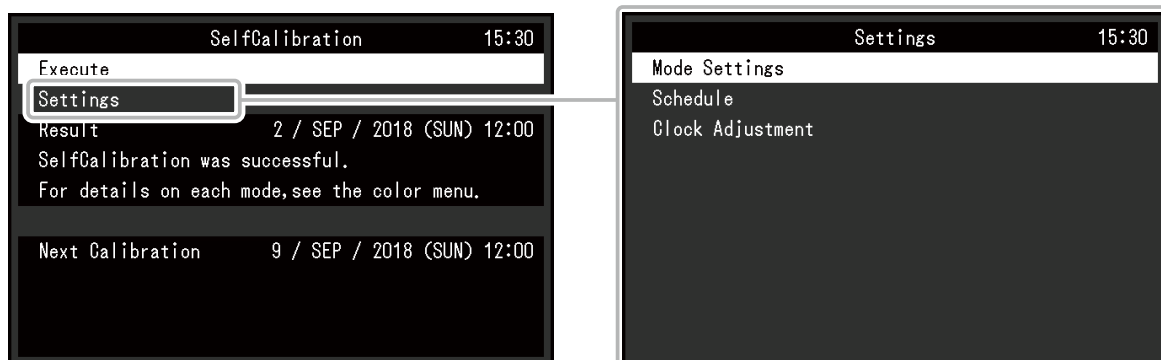 SelfCalibration 15:30
Execute
Settings
Result 2 / SEP / 2018 (SUN) 12:00
SelfCalibration was successful.
For details on each mode,see the color menu.
Next Calibration 9 / SEP / 2018 (SUN) 12:00
Settings 15:30
Mode Settings
Schedule
Clock Adjustment